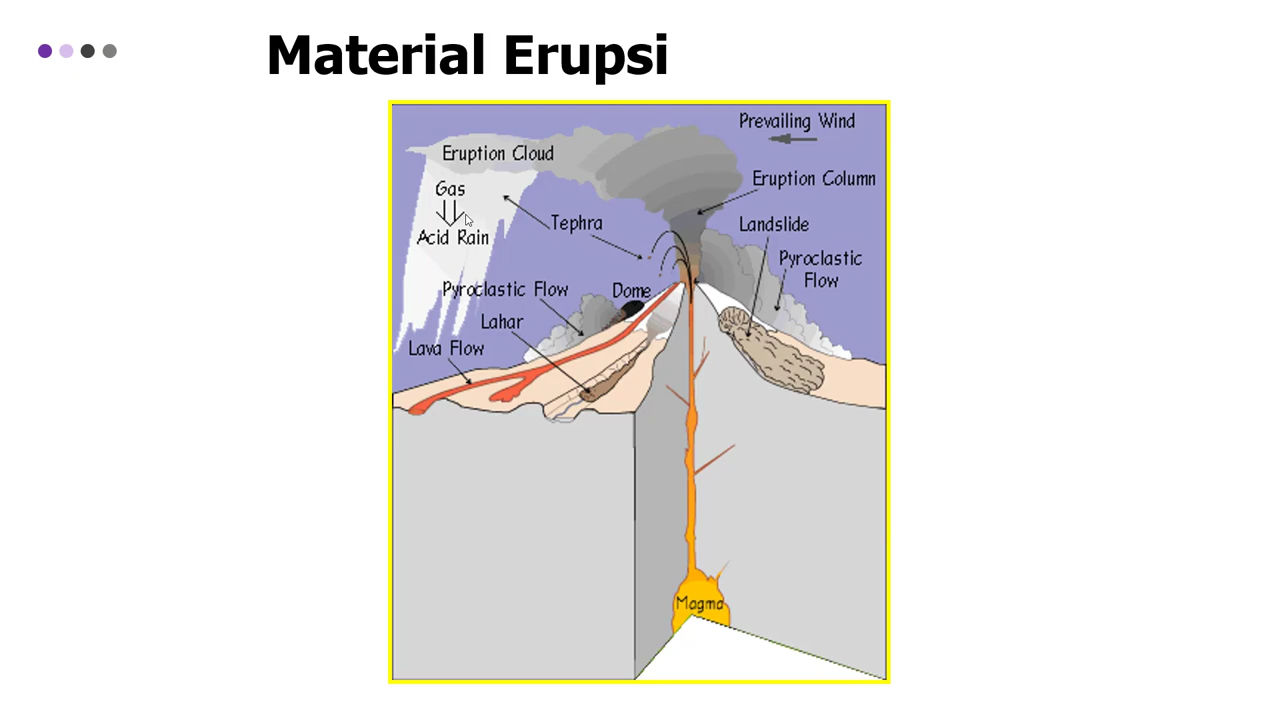 Material Erupsi
Prevailing Wind
Eruption Cloud
Eruption Column
Gas
Tephra
Landslide
Acid Rain
Pyroclastic
Flow
Pyroclastic Flow
Dome
Lahar
Lava Flow
Magma